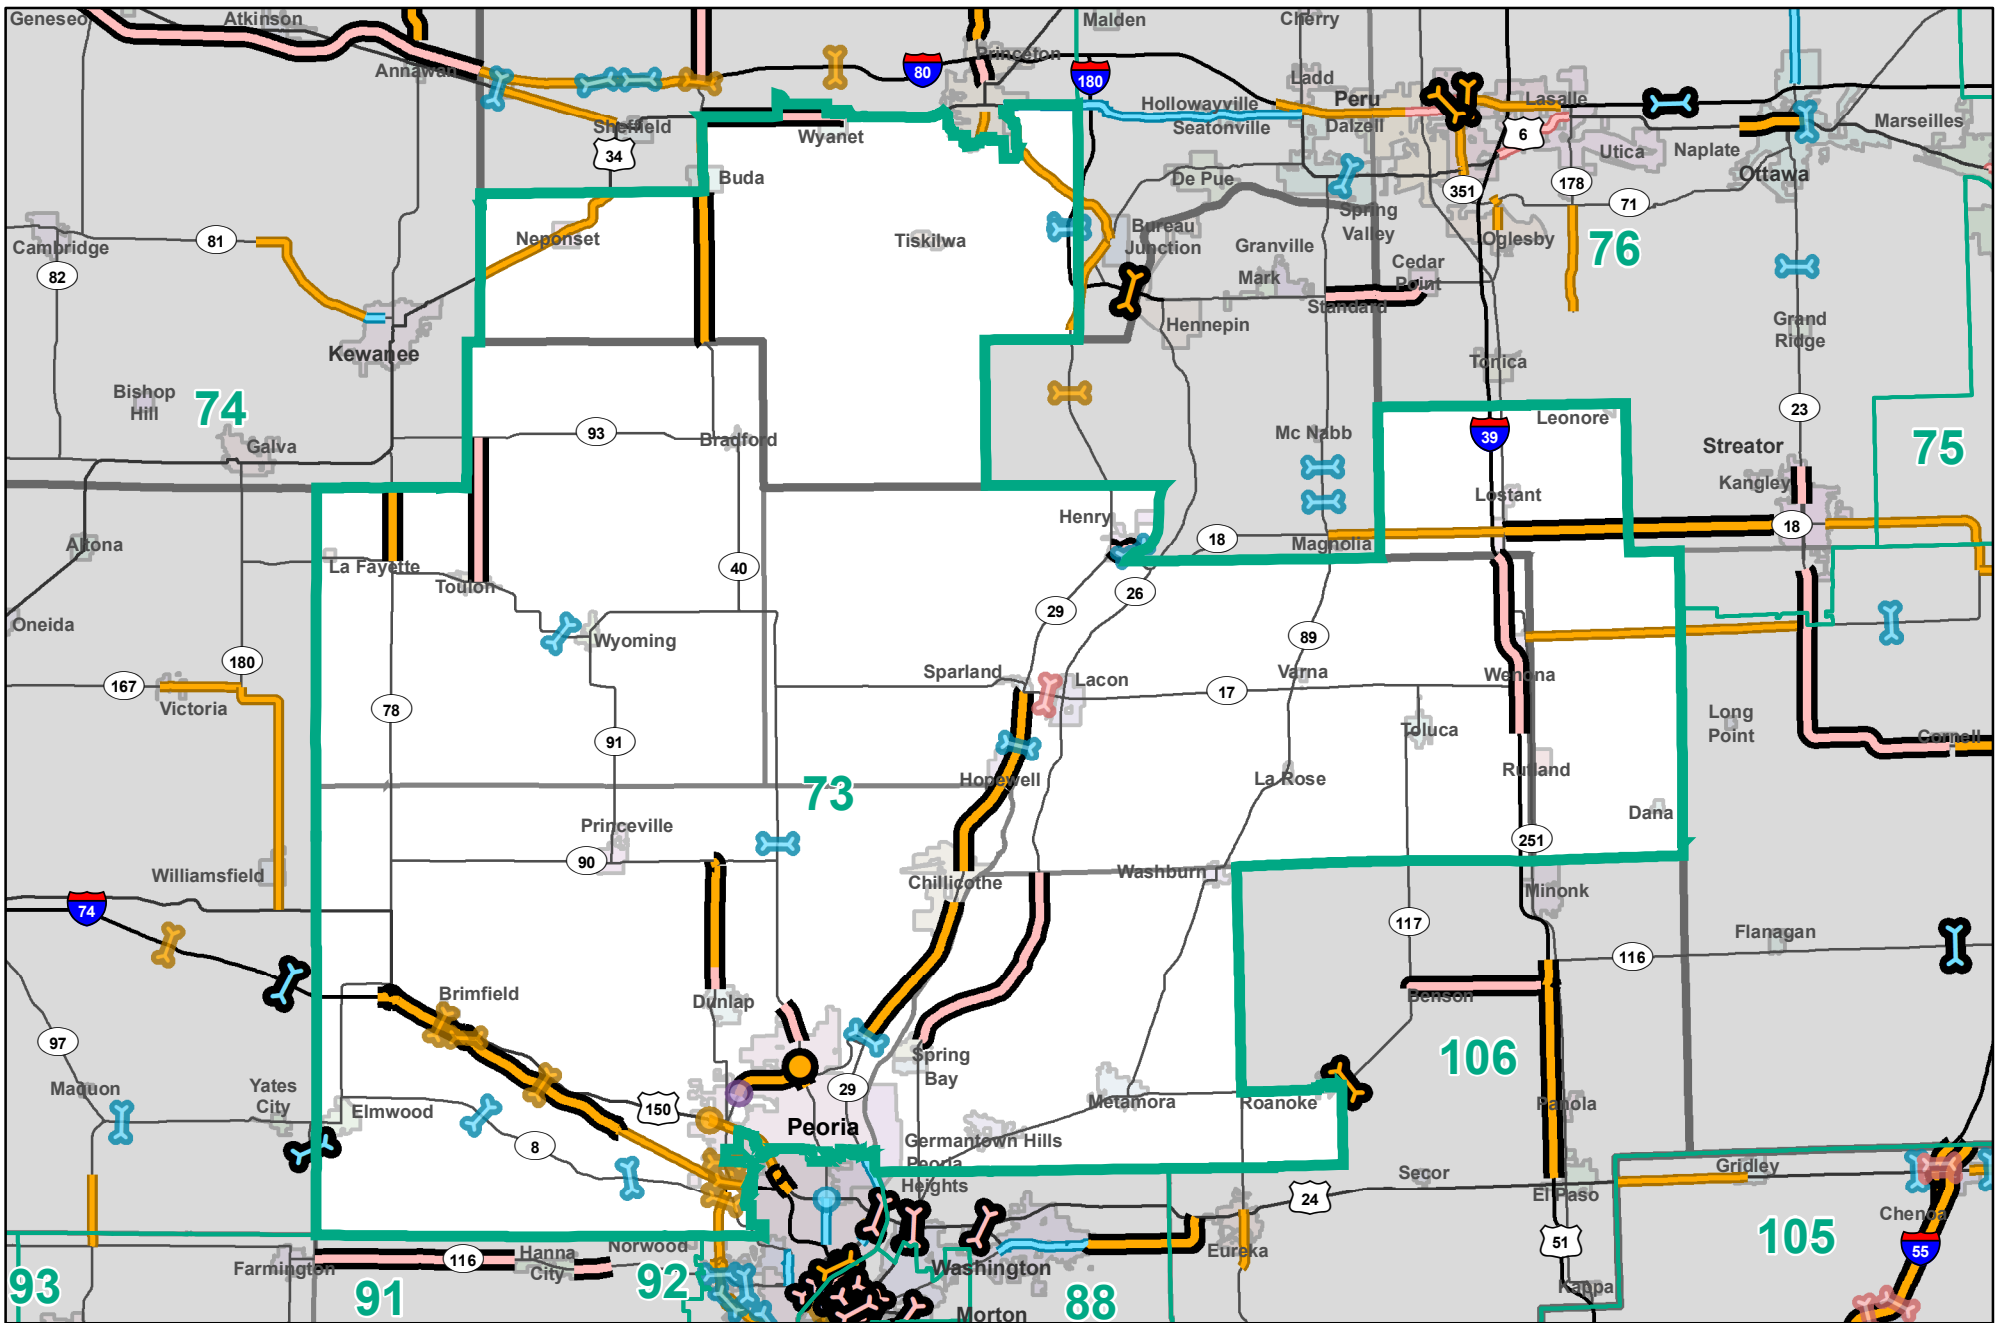 Geneseo
Atkinson
Malden
Cherry
Annawan
Princeton
80
180
Ladd
Hollowayville
Peru
Lasalle
Sheffield
Wyanet
Seatonville
Dalzell
6
Marseilles
34
Utica
Naplate
Buda
De Pue
351
178
71
Ottawa
Cambridge
81
Neponset
Tiskilwa
Bureau
Junction
Spring
Valley
Oglesby
76
82
Granville
Mark
Cedar
Point
Standard
Hennepin
Grand
Ridge
Kewanee
Tonica
Bishop
Hill
74
23
Galva
93
Bradford
Mc Nabb
39
Leonore
Streator
75
Kangley
Lostant
Henry
18
18
Altona
La Fayette
Magnolia
Toulon
40
29
26
Oneida
Wyoming
89
180
Sparland
Lacon
Varna
Wenona
167
Victoria
78
17
Long
Point
91
Toluca
Cornell
Hopewell
La Rose
Rutland
73
Dana
Princeville
90
251
Williamsfield
Chillicothe
Washburn
Minonk
74
117
Flanagan
116
Brimfield
Dunlap
Benson
97
Spring
Bay
106
Maquon
Yates
City
Elmwood
150
29
Metamora
Roanoke
Panola
8
Peoria
Germantown Hills
Peoria
Heights
Secor
Gridley
24
El Paso
Chenoa
Farmington
116
Hanna
City
Norwood
Eureka
51
105
55
93
91
92
Washington
88
Kappa
Morton